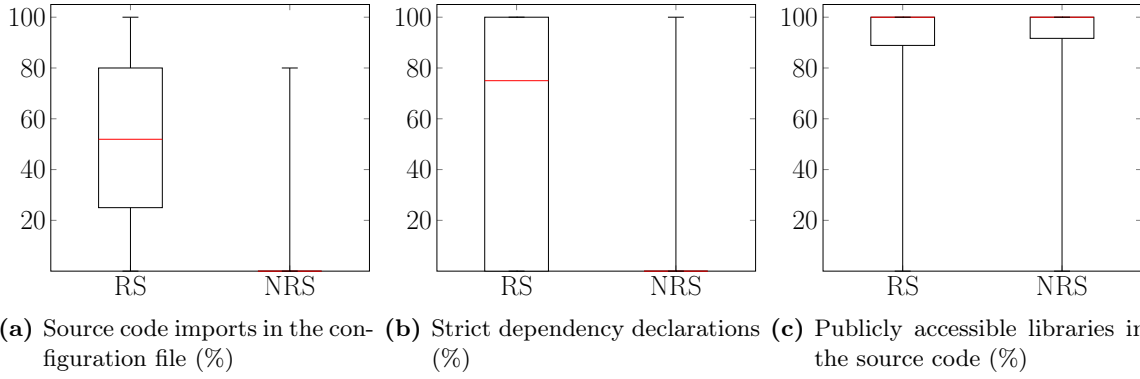 100
80
60
40
20
RS
NRS
100
80
60
40
20
RS
NRS
100
80
60
40
20
RS
NRS
(a) Source code imports in the con-
figuration file (%)
(b) Strict dependency declarations
(%)
(c) Publicly accessible libraries in
the source code (%)